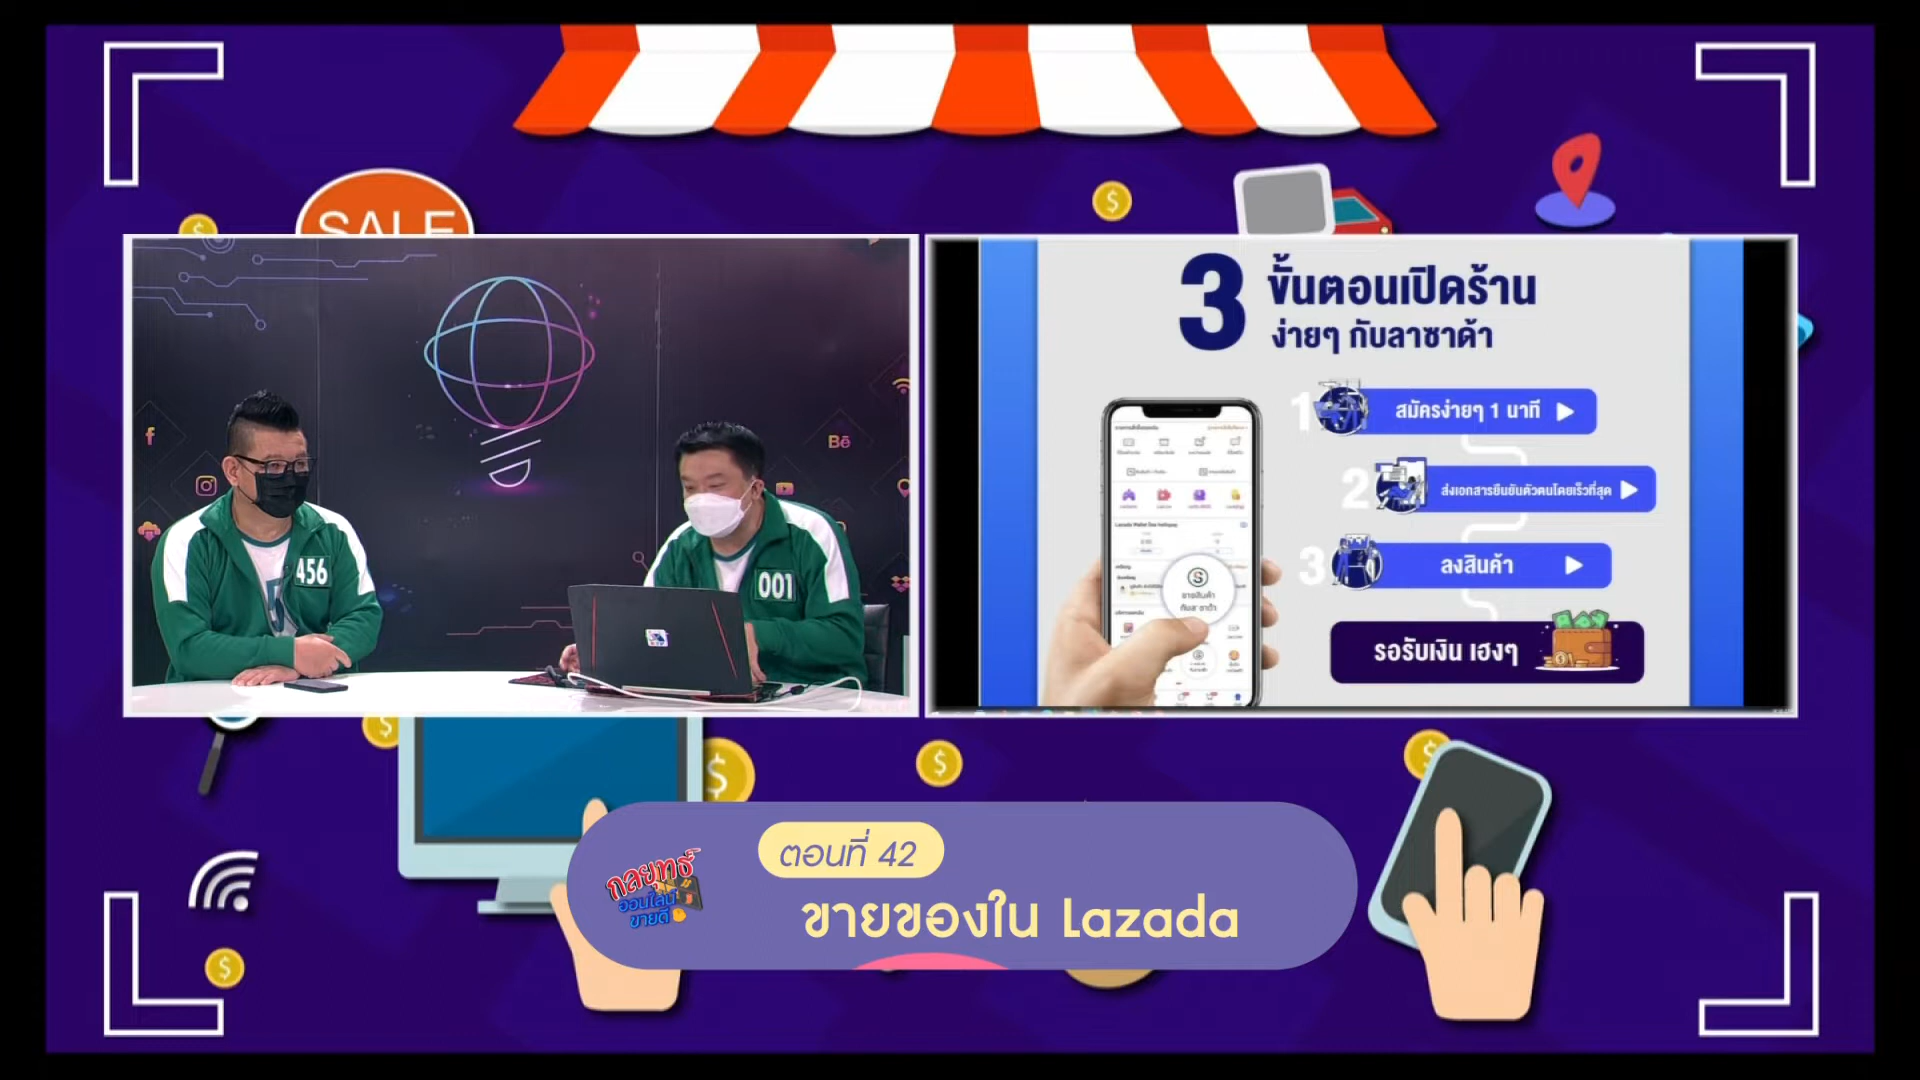 SALE
456
001
Bē
3 ขั้นตอนเปิดร้าน
ง่ายๆ กับลาซาด้า
1 สมัครง่ายๆ 1 นาที
2 ส่งเอกสารยืนยันตัวตนโดยเร็วที่สุด
3 ลงสินค้า
รอรับเงิน เฮงๆ
กลยุทธ์
ออนไลน์
ขายดี
ตอนที่ 42
ขายของใน Lazada